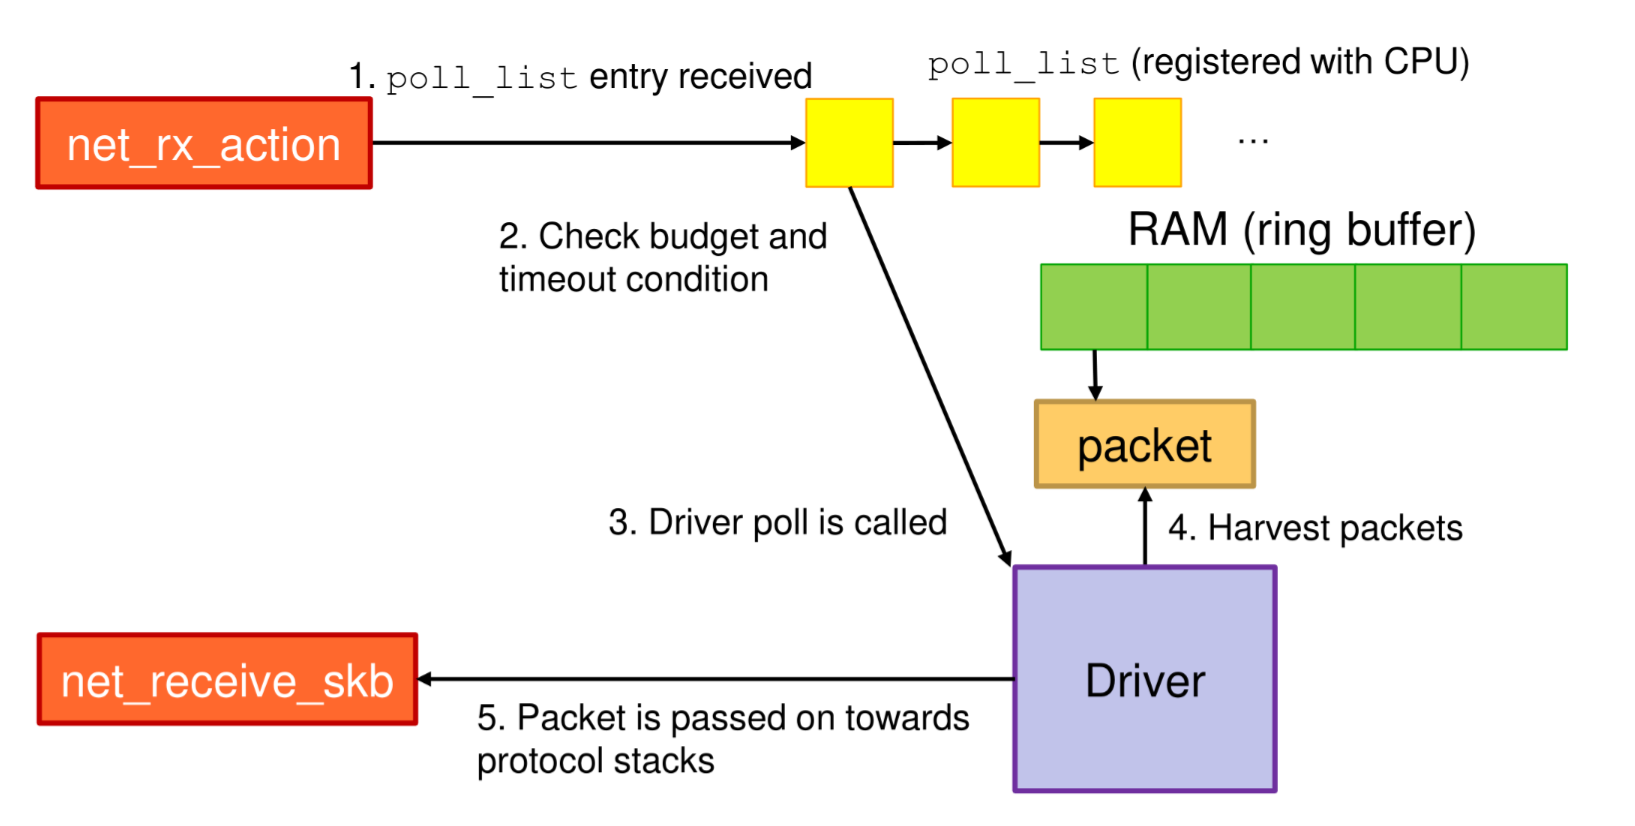 1. poll_list entry received
poll_list (registered with CPU)
net_rx_action
...
2. Check budget and
timeout condition
RAM (ring buffer)
packet
3. Driver poll is called
4. Harvest packets
net_receive_skb
Driver
5. Packet is passed on towards
protocol stacks